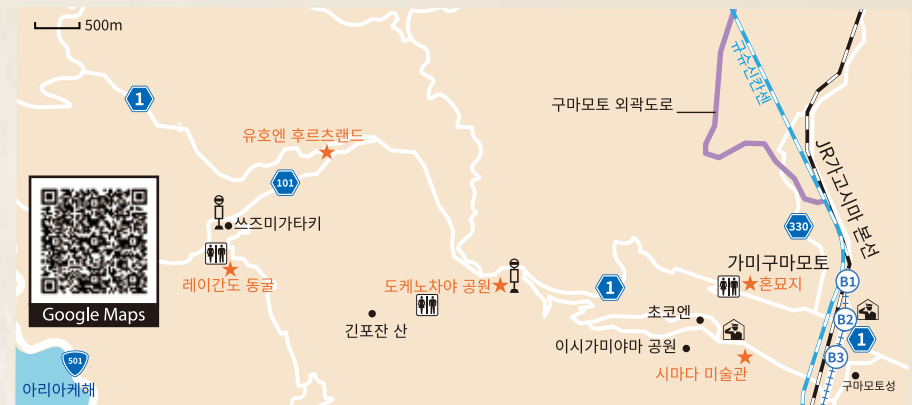 500m
규슈신칸센
구마모토 외곽도로
1
유호엔 후르츠랜드
JR가고시마 본선
101
쓰즈미가타키
330
레이간도 동굴
도케노차야 공원
가미구마모토
혼묘지
B1
1
Google Maps
긴포잔 산
초코엔
B2
1
이시가미야마 공원
B3
501
시마다 미술관
아리아케해
구마모토성